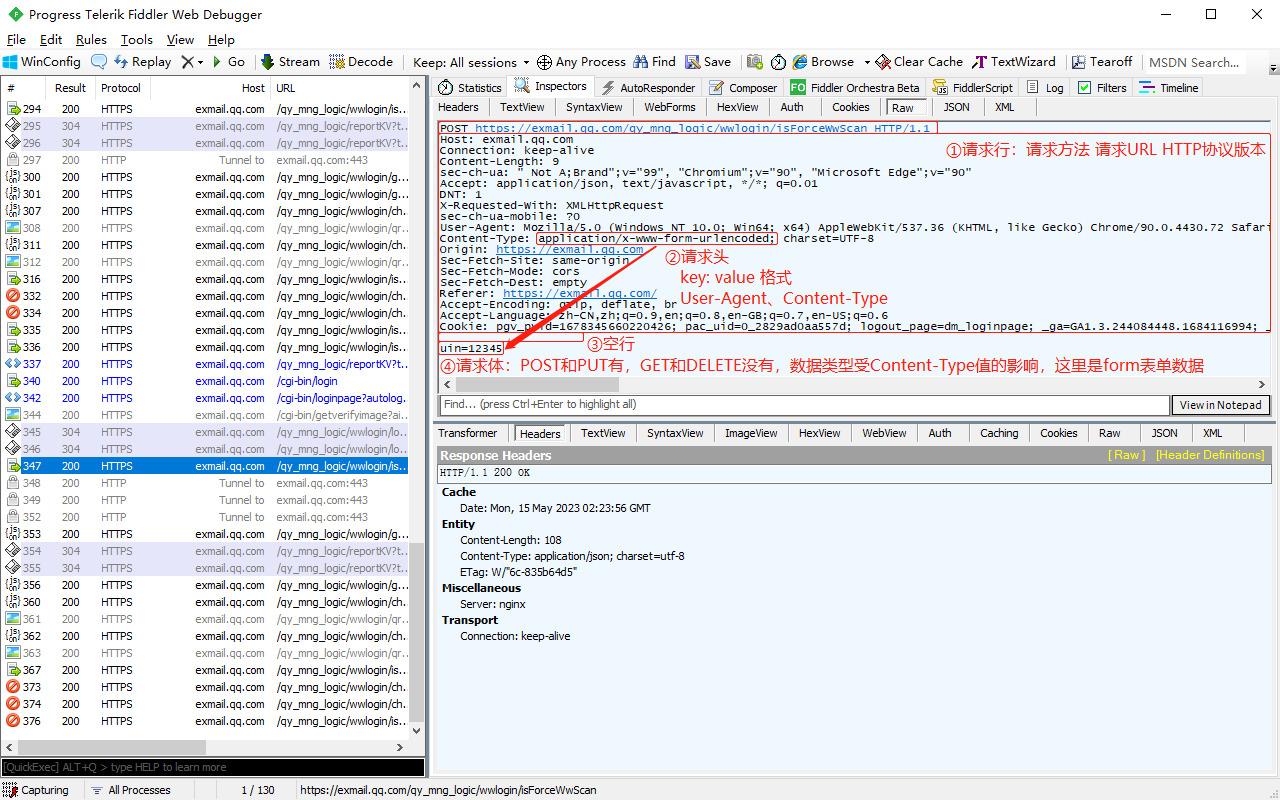 Progress Telerik Fiddler Web Debugger
File Edit Rules Tools View Help
WinConfig Replay Go Stream Decode Keep: All sessions Any Process Find Save Browse Clear Cache TextWizard Tearoff MSDN Search...
# Result Protocol Host URL
294 200 HTTPS exmail.qq.com /qy_mng_logic/wwlogin/is...
295 304 HTTPS exmail.qq.com /qy_mng_logic/reportKV?t...
296 304 HTTPS exmail.qq.com /qy_mng_logic/reportKV?t...
297 200 HTTP Tunnel to exmail.qq.com:443
300 200 HTTPS exmail.qq.com /qy_mng_logic/wwlogin/g...
301 200 HTTPS exmail.qq.com /qy_mng_logic/wwlogin/g...
307 200 HTTPS exmail.qq.com /qy_mng_logic/wwlogin/ch...
308 200 HTTPS exmail.qq.com /qy_mng_logic/wwlogin/qr...
311 200 HTTPS exmail.qq.com /qy_mng_logic/wwlogin/ch...
312 200 HTTPS exmail.qq.com /qy_mng_logic/wwlogin/qr...
316 200 HTTPS exmail.qq.com /qy_mng_logic/wwlogin/is...
332 200 HTTPS exmail.qq.com /qy_mng_logic/wwlogin/ch...
334 200 HTTPS exmail.qq.com /qy_mng_logic/wwlogin/ch...
335 200 HTTPS exmail.qq.com /qy_mng_logic/wwlogin/is...
336 200 HTTPS exmail.qq.com /qy_mng_logic/wwlogin/is...
337 200 HTTPS exmail.qq.com /qy_mng_logic/reportKV?t...
340 200 HTTPS exmail.qq.com /cgi-bin/login
342 200 HTTPS exmail.qq.com /cgi-bin/loginpage?autolog...
344 200 HTTPS exmail.qq.com /cgi-bin/getverifyimage?ai...
345 304 HTTPS exmail.qq.com /qy_mng_logic/wwlogin/lo...
346 304 HTTPS exmail.qq.com /qy_mng_logic/wwlogin/lo...
347 200 HTTPS exmail.qq.com /qy_mng_logic/wwlogin/is...
348 200 HTTP Tunnel to exmail.qq.com:443
349 200 HTTP Tunnel to exmail.qq.com:443
352 200 HTTP Tunnel to exmail.qq.com:443
353 200 HTTPS exmail.qq.com /qy_mng_logic/wwlogin/g...
354 304 HTTPS exmail.qq.com /qy_mng_logic/reportKV?t...
355 304 HTTPS exmail.qq.com /qy_mng_logic/reportKV?t...
356 200 HTTPS exmail.qq.com /qy_mng_logic/wwlogin/g...
360 200 HTTPS exmail.qq.com /qy_mng_logic/wwlogin/ch...
361 200 HTTPS exmail.qq.com /qy_mng_logic/wwlogin/qr...
362 200 HTTPS exmail.qq.com /qy_mng_logic/wwlogin/ch...
363 200 HTTPS exmail.qq.com /qy_mng_logic/wwlogin/qr...
367 200 HTTPS exmail.qq.com /qy_mng_logic/wwlogin/is...
373 200 HTTPS exmail.qq.com /qy_mng_logic/wwlogin/ch...
374 200 HTTPS exmail.qq.com /qy_mng_logic/wwlogin/ch...
376 200 HTTPS exmail.qq.com /qy_mng_logic/wwlogin/is...
[QuickExec] ALT+Q > type HELP to learn more
Statistics Inspectors AutoResponder Composer FO Fiddler Orchestra Beta FiddlerScript Log Filters Timeline
Headers TextView SyntaxView WebForms HexView Auth Cookies Raw JSON XML
POST https://exmail.qq.com/qy_mng_logic/wwlogin/isForceWwScan HTTP/1.1
Host: exmail.qq.com
①请求行：请求方法 请求URL HTTP协议版本
Connection: keep-alive
Content-Length: 9
sec-ch-ua: " Not A;Brand";v="99", "Chromium";v="90", "Microsoft Edge";v="90"
Accept: application/json, text/javascript, */*; q=0.01
DNT: 1
X-Requested-With: XMLHttpRequest
sec-ch-ua-mobile: ?0
User-Agent: Mozilla/5.0 (Windows NT 10.0; Win64; x64) AppleWebKit/537.36 (KHTML, like Gecko) Chrome/90.0.4430.72 Safari
Content-Type: application/x-www-form-urlencoded; charset=UTF-8
Origin: https://exmail.qq.com
②请求头
Sec-Fetch-Site: same-origin
Sec-Fetch-Mode: cors
key: value 格式
Sec-Fetch-Dest: empty
Referer: https://exmail.qq.com/
User-Agent、Content-Type
Accept-Encoding: gzip, deflate, br
Accept-Language: zh-CN,zh;q=0.9,en;q=0.8,en-GB;q=0.7,en-US;q=0.6
Cookie: pgv_pvid=1678345660220426; pac_uid=0_2829ad0aa557d; logout_page=dm_loginpage; _ga=GA1.3.244084448.1684116994; _
③空行
uin=12345
④请求体：POST和PUT有，GET和DELETE没有，数据类型受Content-Type值的影响，这里是form表单数据
Find... (press Ctrl+Enter to highlight all) View in Notepad
Transformer Headers TextView SyntaxView ImageView HexView WebView Auth Caching Cookies Raw JSON XML
Response Headers [ Raw ] [Header Definitions]
HTTP/1.1 200 OK
Cache
Date: Mon, 15 May 2023 02:23:56 GMT
Entity
Content-Length: 108
Content-Type: application/json; charset=utf-8
ETag: W/"6c-835b64d5"
Miscellaneous
Server: nginx
Transport
Connection: keep-alive
Capturing All Processes 1 / 130 https://exmail.qq.com/qy_mng_logic/wwlogin/isForceWwScan